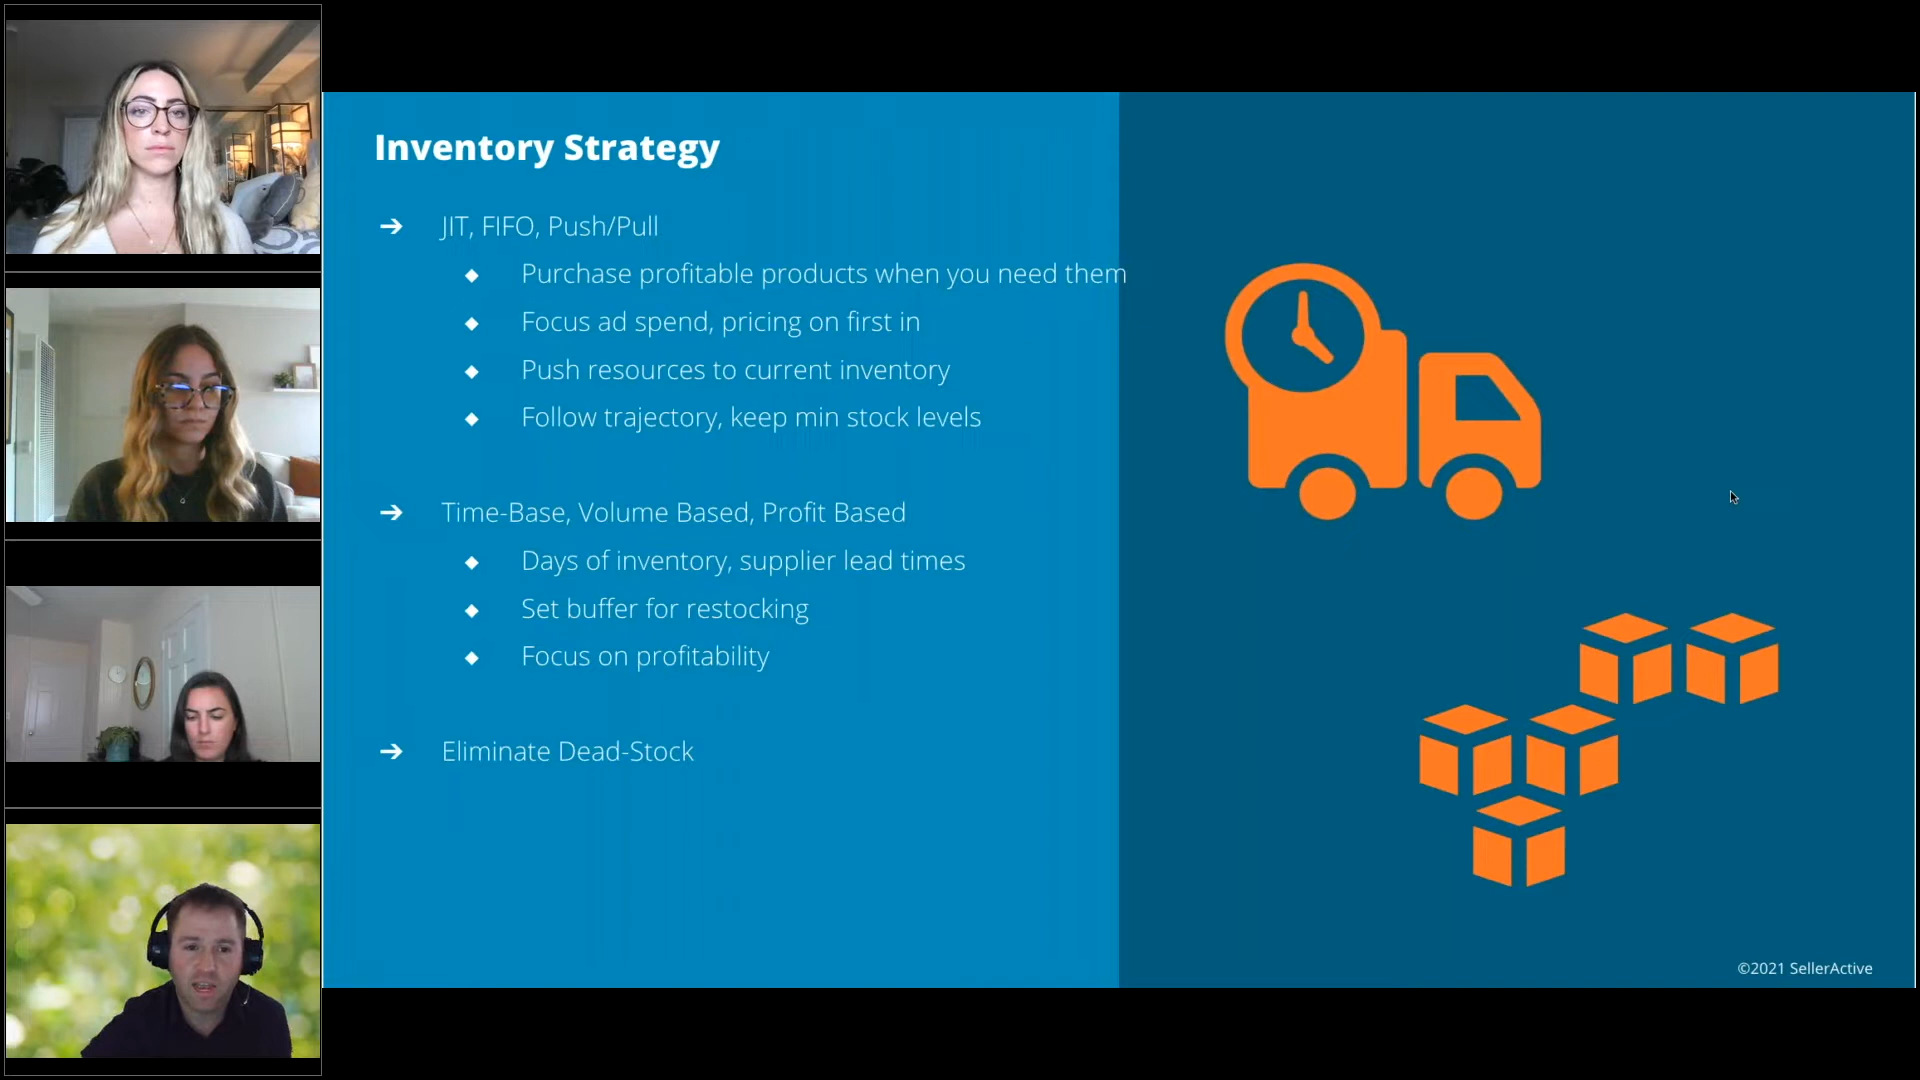 Inventory Strategy
➔ JIT, FIFO, Push/Pull
◆ Purchase profitable products when you need them
◆ Focus ad spend, pricing on first in
◆ Push resources to current inventory
◆ Follow trajectory, keep min stock levels
➔ Time-Base, Volume Based, Profit Based
◆ Days of inventory, supplier lead times
◆ Set buffer for restocking
◆ Focus on profitability
➔ Eliminate Dead-Stock
©2021 SellerActive